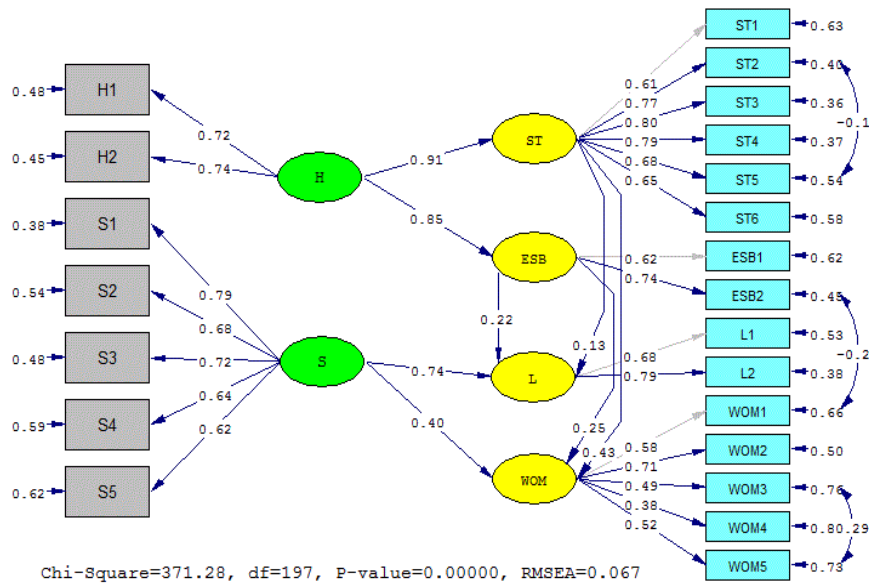 ST1
0.63
ST2
0.40
0.48
H1
0.61
0.77
ST3
0.36
0.72
0.80
-0.1
ST
0.79
ST4
0.37
0.45
H2
0.74
0.91
0.68
H
0.65
ST5
0.54
0.38
S1
0.85
ST6
0.58
ESB
0.62
ESB1
0.62
0.79
0.74
0.54
S2
ESB2
0.45
0.68
0.22
L1
0.53
0.48
S3
0.72
0.13
0.68
-0.2
S
0.74
L
0.79
L2
0.38
0.64
0.59
S4
0.40
WOM1
0.66
0.62
0.25
0.43
0.58
WOM2
0.50
0.71
0.62
S5
WOM
0.49
WOM3
0.76
0.38
0.52
WOM4
0.80
.29
WOM5
0.73
Chi-Square=371.28, df=197, P-value=0.00000, RMSEA=0.067